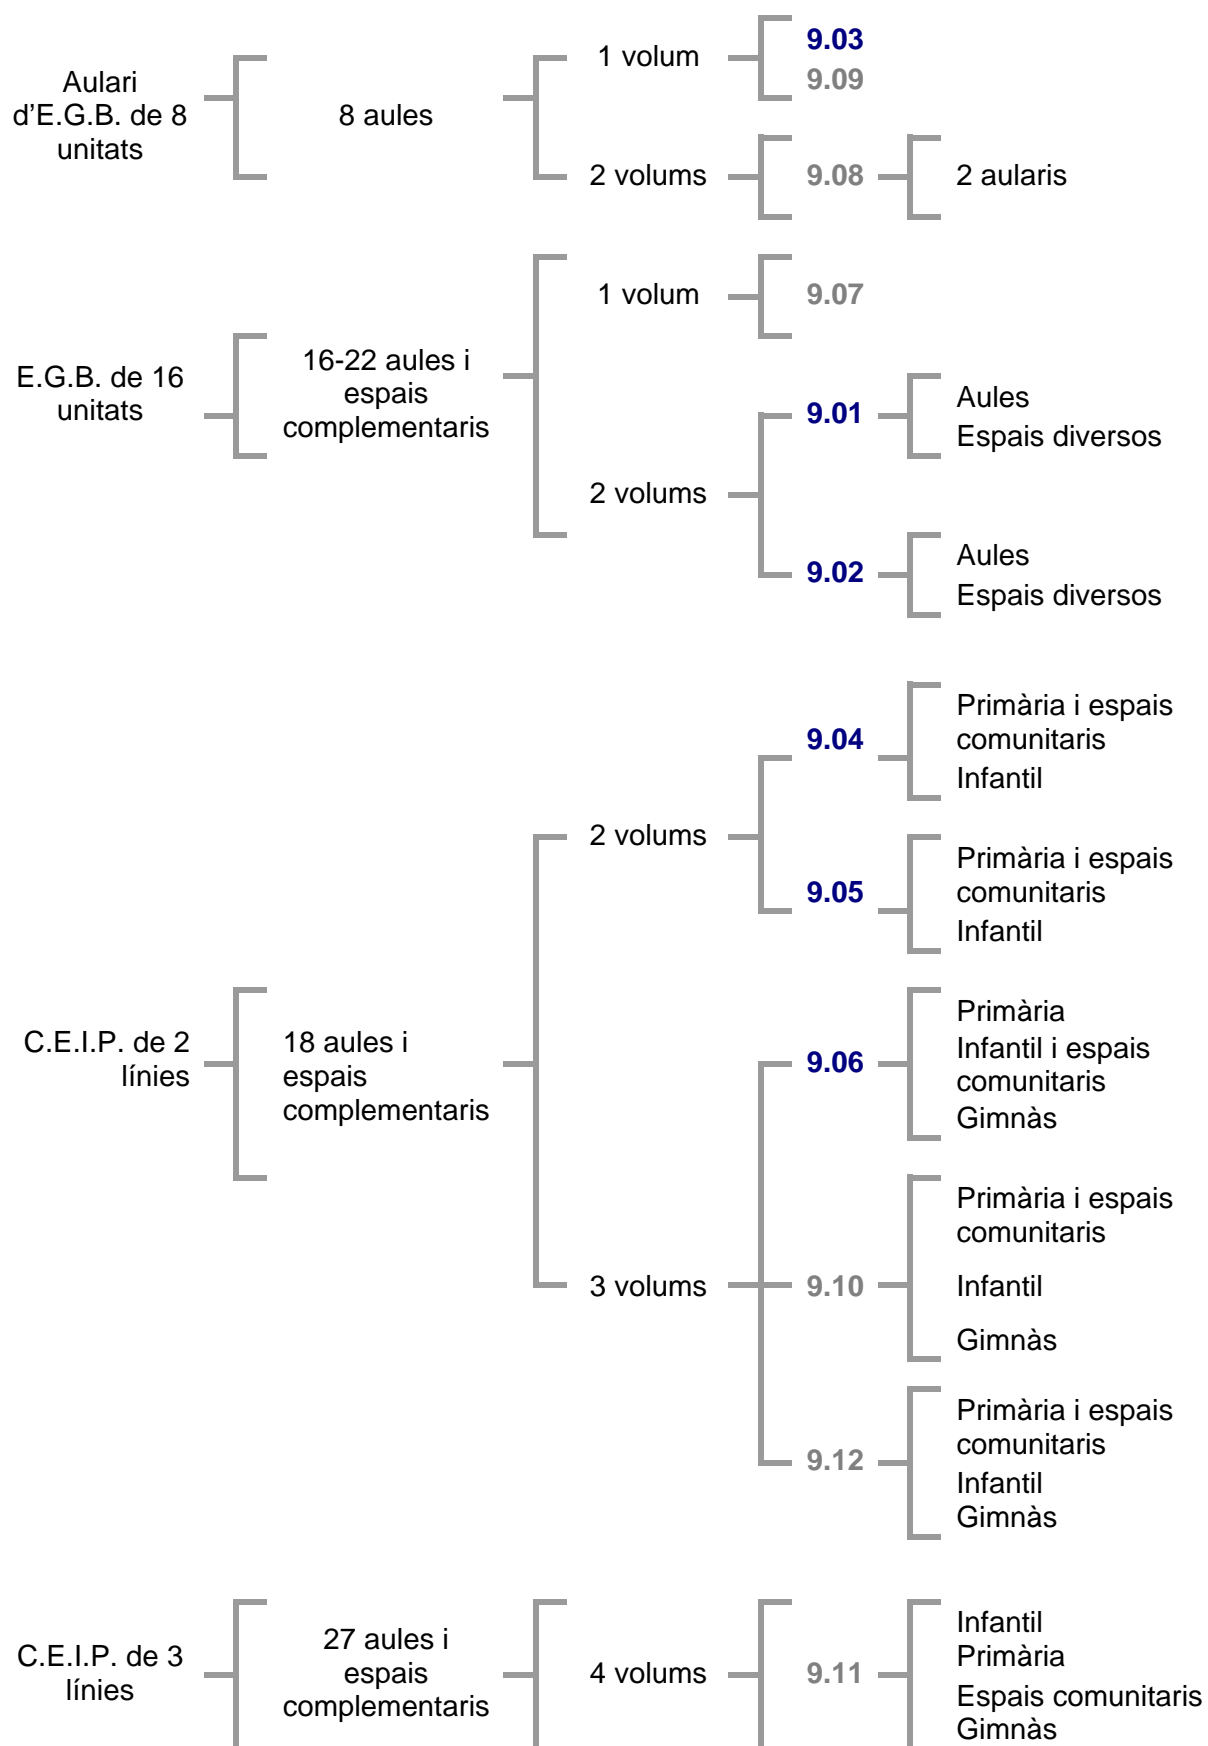 Aulari
d'E.G.B. de 8
unitats
8 aules
1 volum
9.03
9.09
2 volums
9.08
2 aularis
E.G.B. de 16
unitats
16-22 aules i
espais
complementaris
1 volum
9.07
2 volums
9.01
Aules
Espais diversos
9.02
Aules
Espais diversos
C.E.I.P. de 2
línies
18 aules i
espais
complementaris
2 volums
9.04
Primària i espais
comunitaris
Infantil
9.05
Primària i espais
comunitaris
Infantil
3 volums
9.06
Primària
Infantil i espais
comunitaris
Gimnàs
9.10
Primària i espais
comunitaris
Infantil
Gimnàs
9.12
Primària i espais
comunitaris
Infantil
Gimnàs
C.E.I.P. de 3
línies
27 aules i
espais
complementaris
4 volums
9.11
Infantil
Primària
Espais comunitaris
Gimnàs